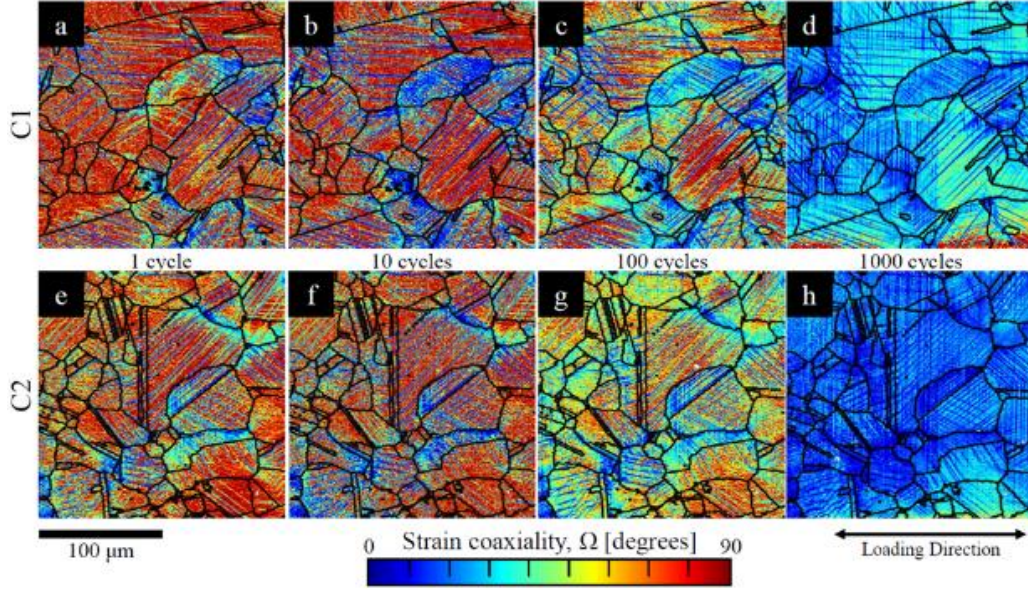 a b c d
C1
1 cycle 10 cycles 100 cycles 1000 cycles
e f g h
C2
100 μm
0 Strain coaxiality, Ω [degrees] 90
Loading Direction